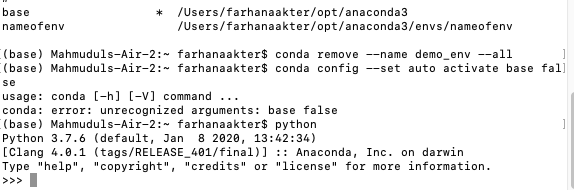 base                  *  /Users/farhanaakter/opt/anaconda3
nameofenv                /Users/farhanaakter/opt/anaconda3/envs/nameofenv
[(base) Mahmuduls-Air-2:~ farhanaakter$ conda remove --name demo_env --all      ]
[(base) Mahmuduls-Air-2:~ farhanaakter$ conda config --set auto activate base fal]
se
usage: conda [-h] [-V] command ...
conda: error: unrecognized arguments: base false
[(base) Mahmuduls-Air-2:~ farhanaakter$ python                                   ]
Python 3.7.6 (default, Jan  8 2020, 13:42:34)
[Clang 4.0.1 (tags/RELEASE_401/final)] :: Anaconda, Inc. on darwin
Type "help", "copyright", "credits" or "license" for more information.
>>>